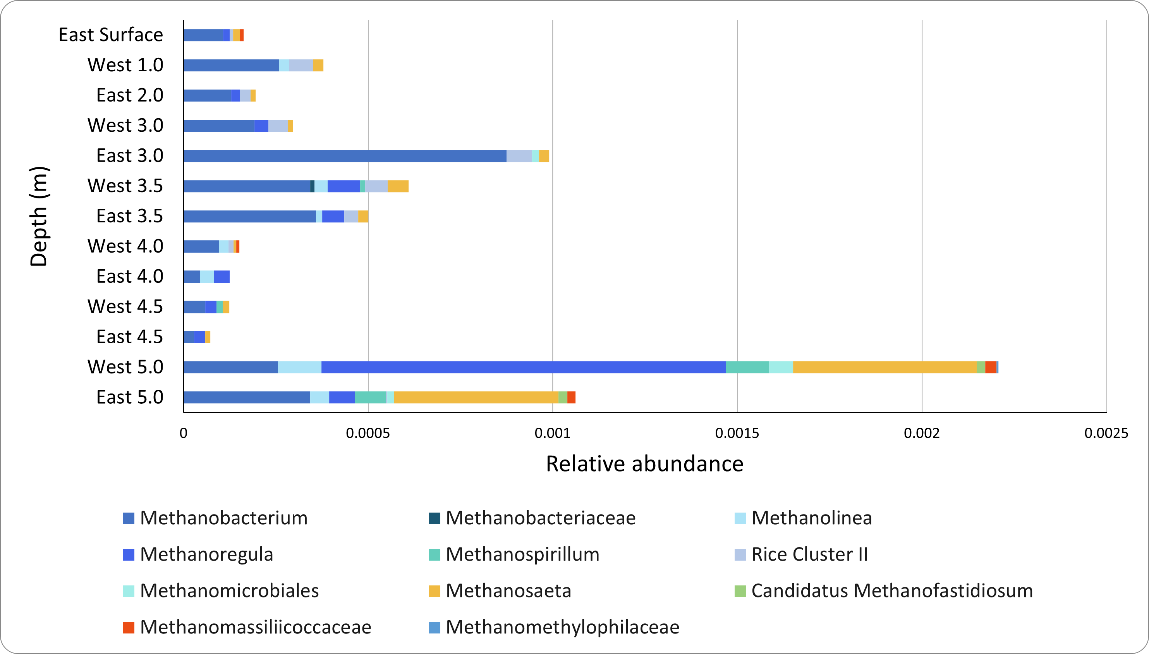 East Surface
West 1.0
East 2.0
West 3.0
East 3.0
West 3.5
East 3.5
West 4.0
East 4.0
West 4.5
East 4.5
West 5.0
East 5.0
Depth (m)
0 0.0005 0.001 0.0015 0.002 0.0025
Relative abundance
Methanobacterium Methanobacteriaceae Methanolinea
Methanoregula Methanospirillum Rice Cluster II
Methanomicrobiales Methanosaeta Candidatus Methanofastidiosum
Methanomassiliicoccaceae Methanomethylophilaceae